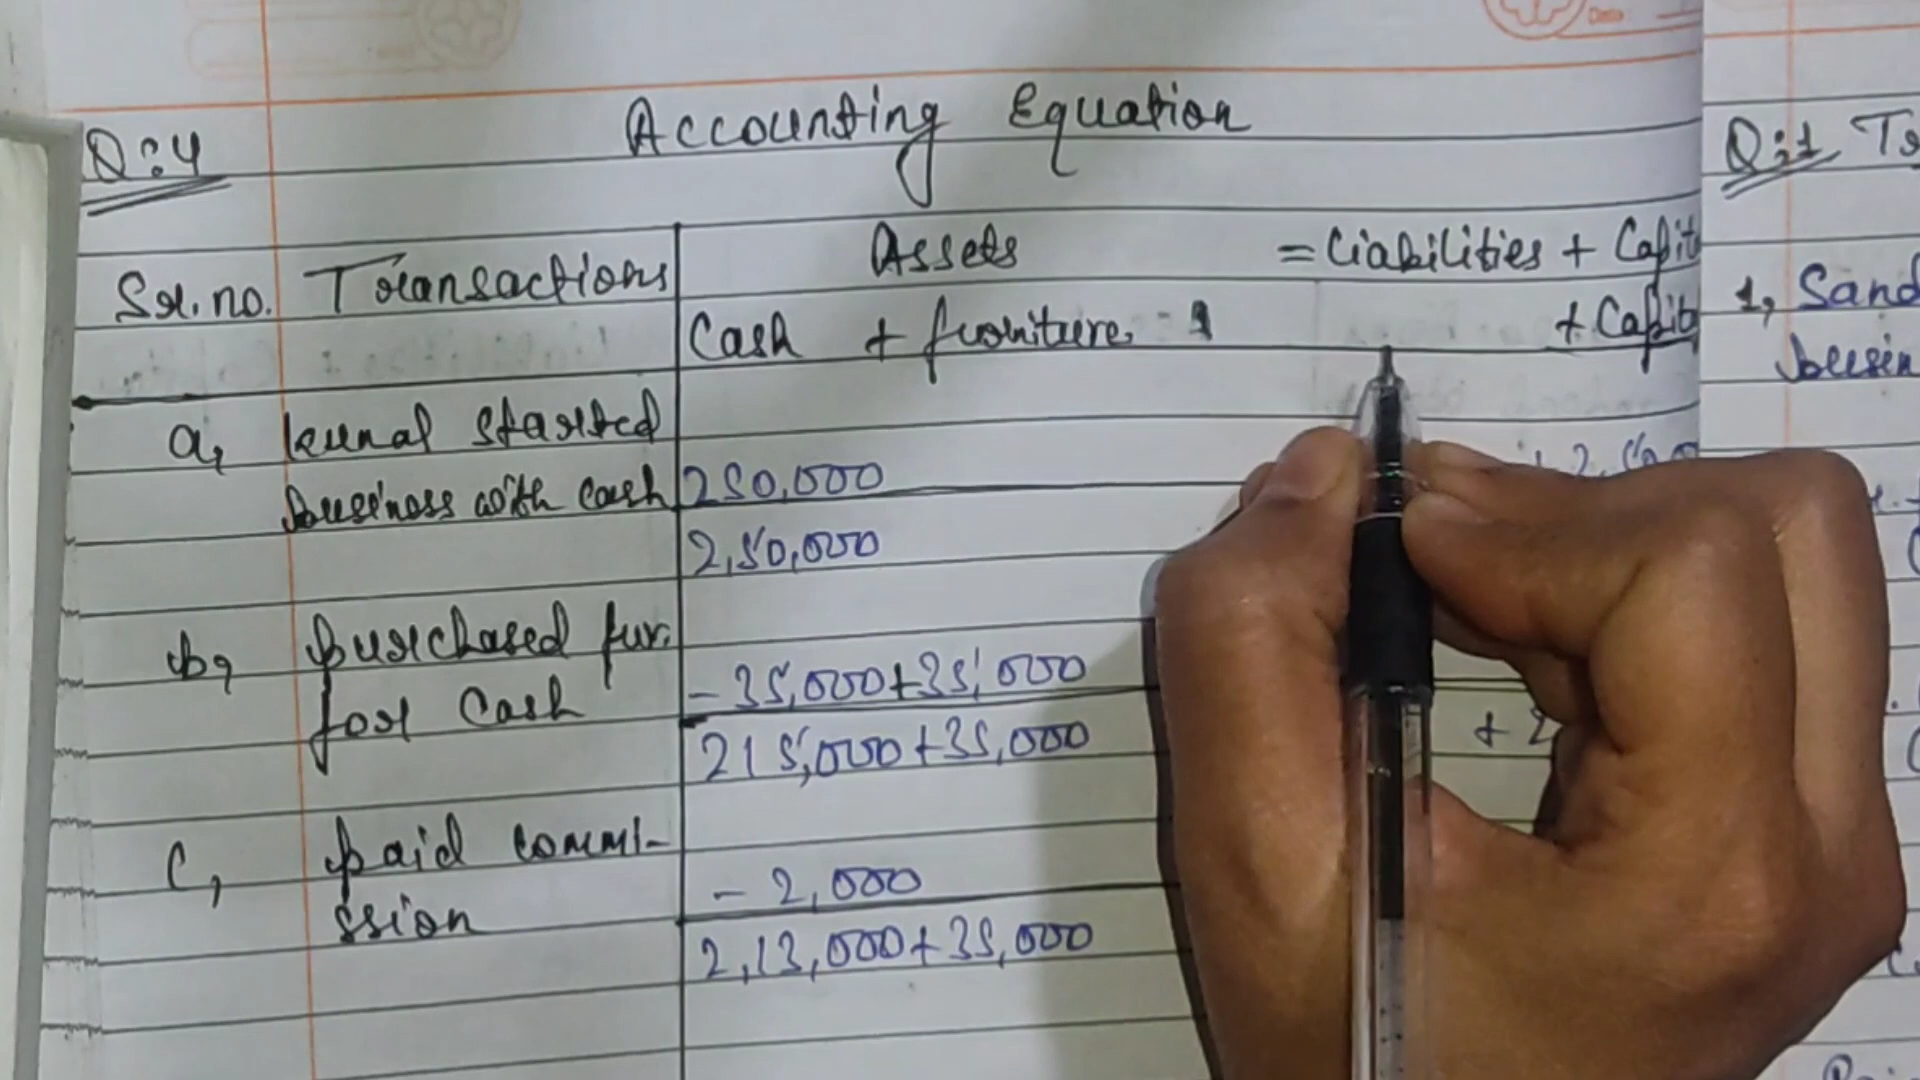 Accounting Equation
Q:4
Sr.no. Transactions Assets = Liabilities + Capit
Cash + furniture + Capit
a, kunal started
business with cash 250,000
2,50,000
b, purchased fur.
for cash -35,000+35,000
215,000+35,000
c, paid commi-
ssion - 2,000
2,13,000+35,000
+ 2
Q:1
1, Sand
busin